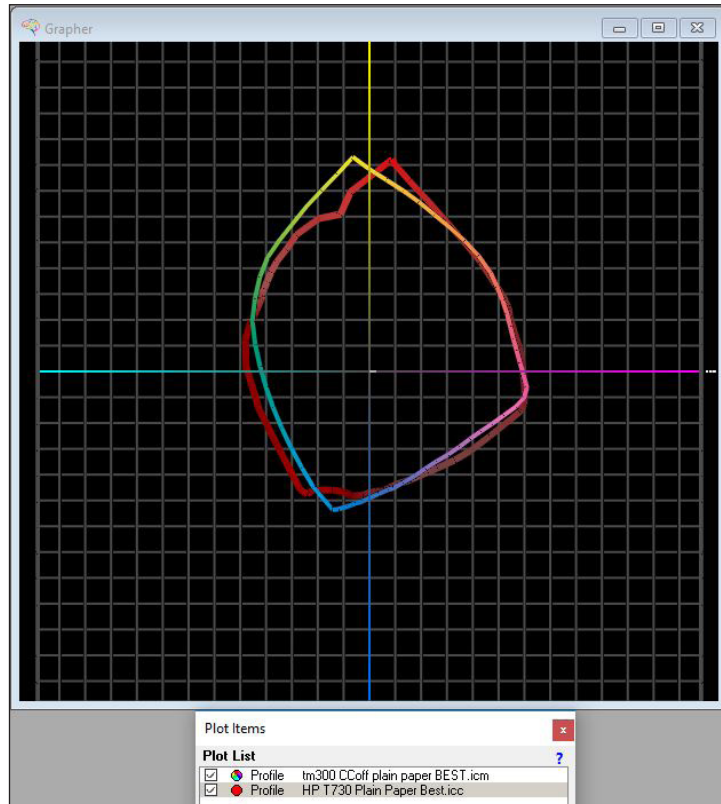 Grapher
Plot Items
x
Plot List
?
Profile tm300 CCoff plain paper BEST.icm
Profile HP T730 Plain Paper Best.icc